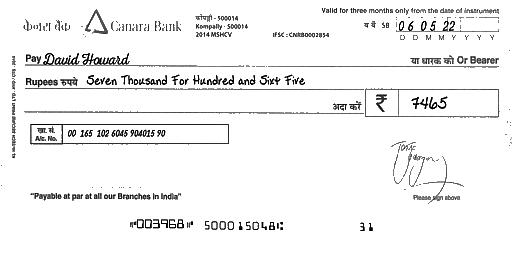 Valid for three months only from the date of instrument
केनरा बैंक Canara Bank
कोंपल्ली - 500014
Kompally - 500014
2014 MSHCV
IFSC : CNRB0002854
SB 06 05 22
D D M M Y Y Y Y
Pay David Howard या धारक को Or Bearer
Rupees रुपये Seven Thousand For Hundred and Sixt Five
अदा करें ₹ 7465
खा. सं.
A/c. No.
00 165 102 6045 904015 90
"Payable at par at all our Branches in India"
Please sign above
⑈003968⑈ 500015048⑆ 31